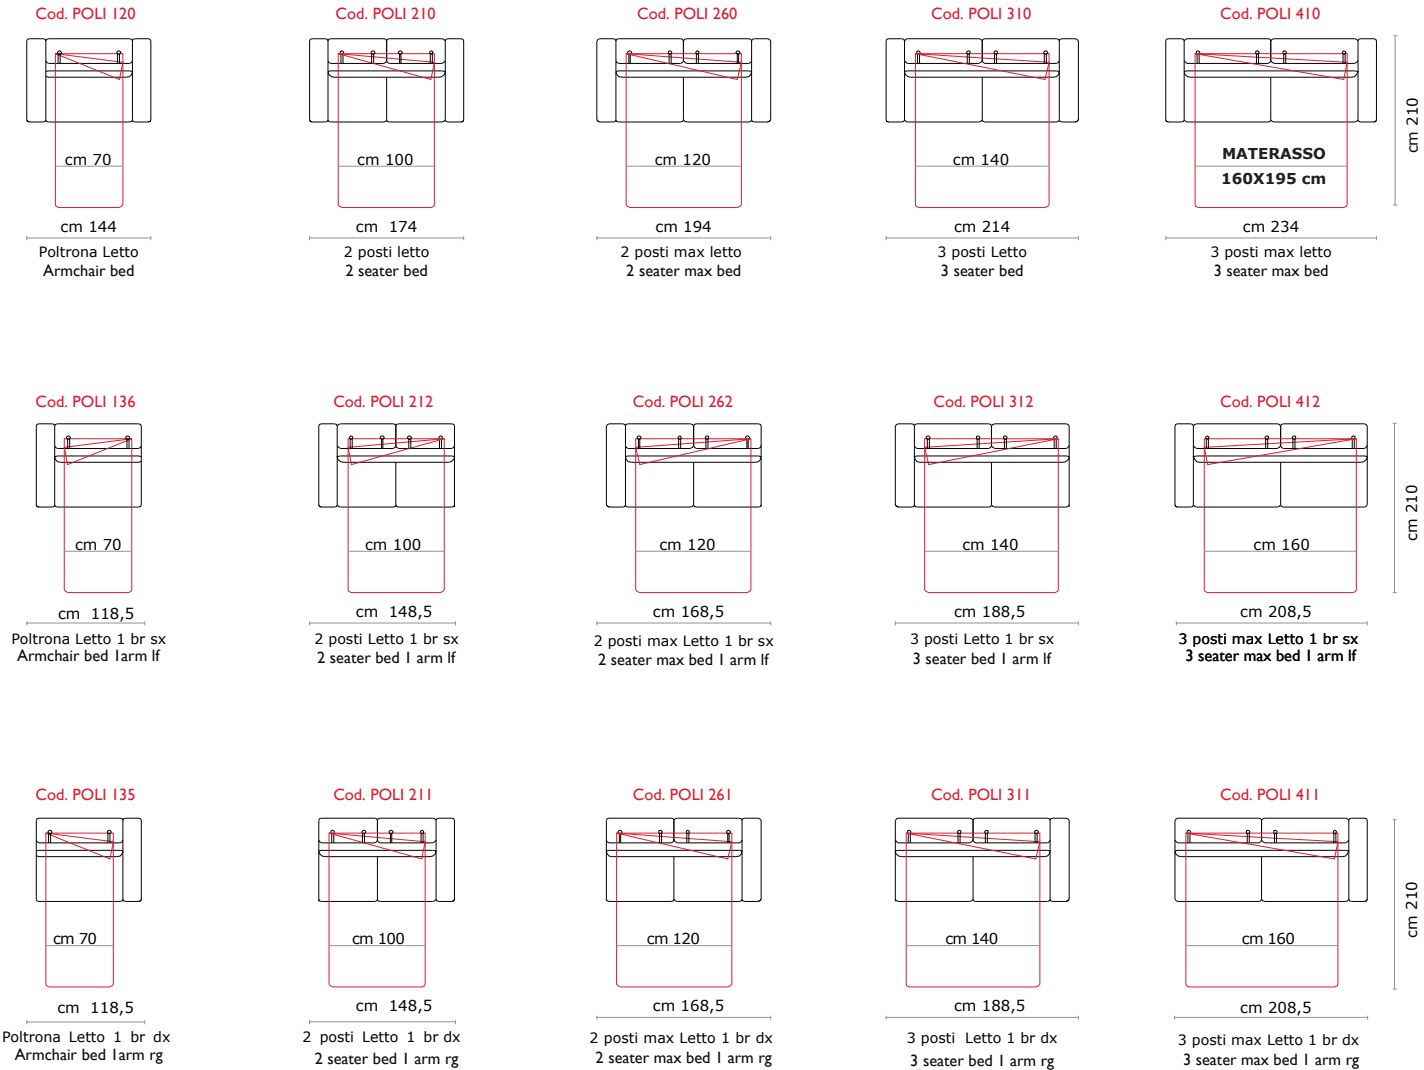 Cod. POLI 120
Cod. POLI 210
Cod. POLI 260
Cod. POLI 310
Cod. POLI 410
cm 70
cm 100
cm 120
cm 140
MATERASSO
160X195 cm
cm 210
cm 144
cm 174
cm 194
cm 214
cm 234
Poltrona Letto
Armchair bed
2 posti letto
2 seater bed
2 posti max letto
2 seater max bed
3 posti Letto
3 seater bed
3 posti max letto
3 seater max bed
Cod. POLI 136
Cod. POLI 212
Cod. POLI 262
Cod. POLI 312
Cod. POLI 412
cm 70
cm 100
cm 120
cm 140
cm 160
cm 210
cm 118,5
cm 148,5
cm 168,5
cm 188,5
cm 208,5
Poltrona Letto 1 br sx
Armchair bed 1arm lf
2 posti Letto 1 br sx
2 seater bed 1 arm lf
2 posti max Letto 1 br sx
2 seater max bed 1 arm lf
3 posti Letto 1 br sx
3 seater bed 1 arm lf
3 posti max Letto 1 br sx
3 seater max bed 1 arm lf
Cod. POLI 135
Cod. POLI 211
Cod. POLI 261
Cod. POLI 311
Cod. POLI 411
cm 70
cm 100
cm 120
cm 140
cm 160
cm 210
cm 118,5
cm 148,5
cm 168,5
cm 188,5
cm 208,5
Poltrona Letto 1 br dx
Armchair bed 1arm rg
2 posti Letto 1 br dx
2 seater bed 1 arm rg
2 posti max Letto 1 br dx
2 seater max bed 1 arm rg
3 posti Letto 1 br dx
3 seater bed 1 arm rg
3 posti max Letto 1 br dx
3 seater max bed 1 arm rg